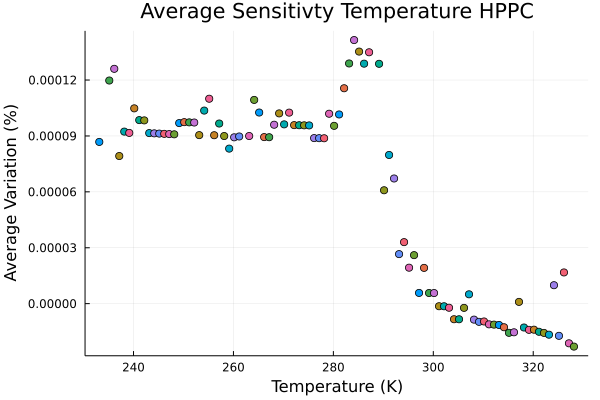 Average Sensitivty Temperature HPPC
Average Variation (%)
0.00012
0.00009
0.00006
0.00003
0.00000
240 260 280 300 320
Temperature (K)